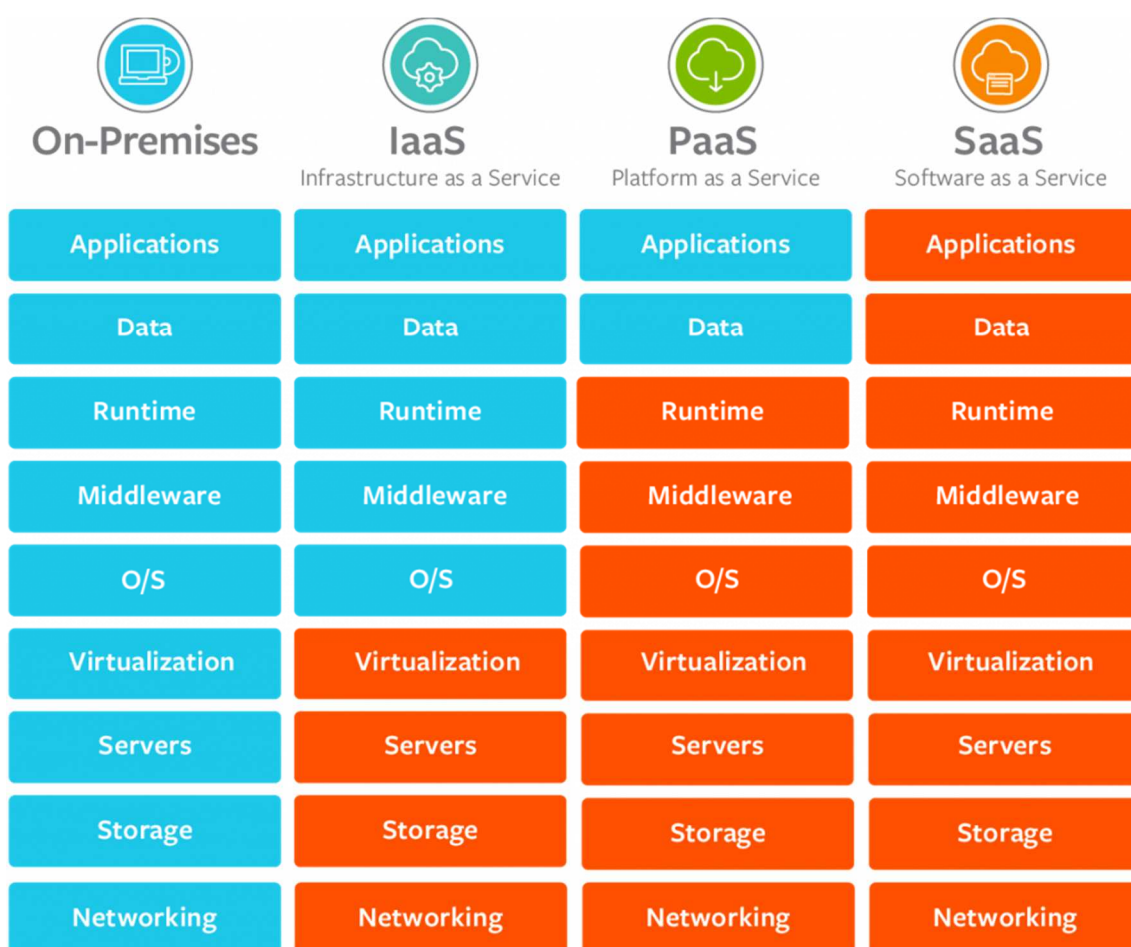 On-Premises
IaaS
PaaS
SaaS
Infrastructure as a Service
Platform as a Service
Software as a Service
Applications
Applications
Applications
Applications
Data
Data
Data
Data
Runtime
Runtime
Runtime
Runtime
Middleware
Middleware
Middleware
Middleware
O/S
O/S
O/S
O/S
Virtualization
Virtualization
Virtualization
Virtualization
Servers
Servers
Servers
Servers
Storage
Storage
Storage
Storage
Networking
Networking
Networking
Networking